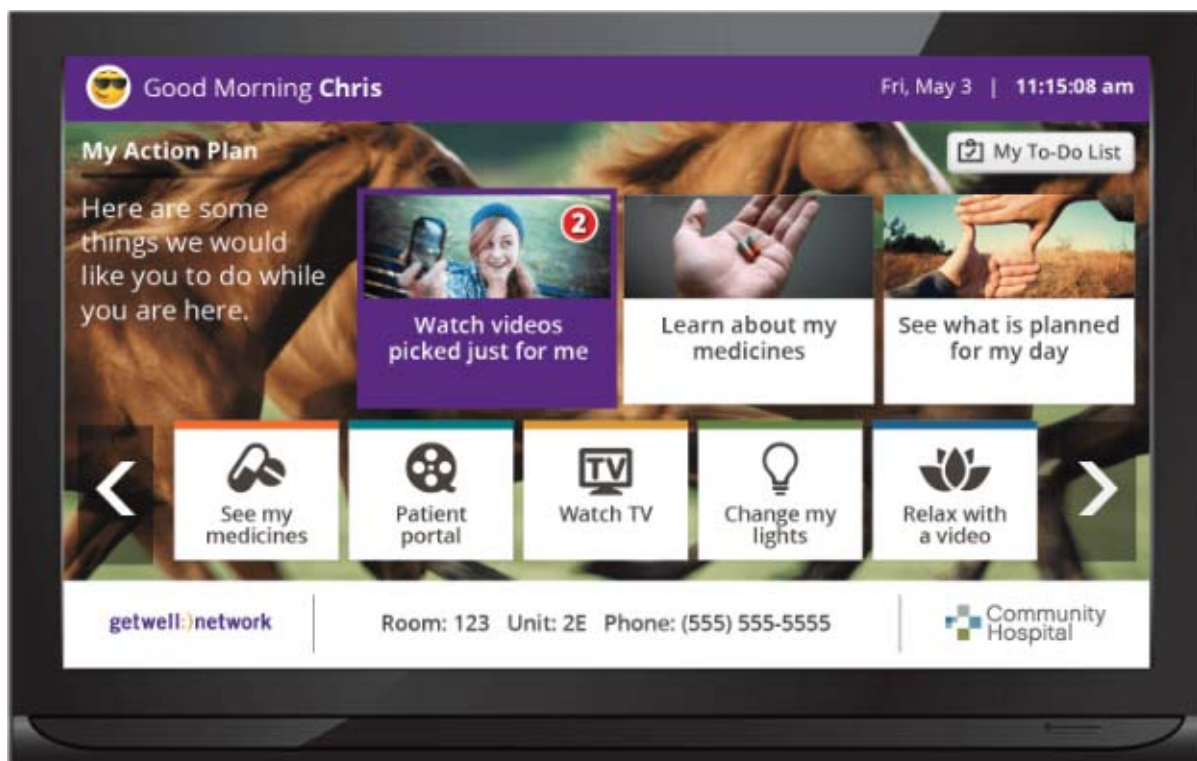 Good Morning Chris
Fri, May 3 | 11:15:08 am
My Action Plan
My To-Do List
Here are some
things we would
like you to do while
you are here.
2
Watch videos
picked just for me
Learn about my
medicines
See what is planned
for my day
See my
medicines
Patient
portal
TV
Watch TV
Change my
lights
Relax with
a video
getwell:)network
Room: 123 Unit: 2E Phone: (555) 555-5555
Community
Hospital